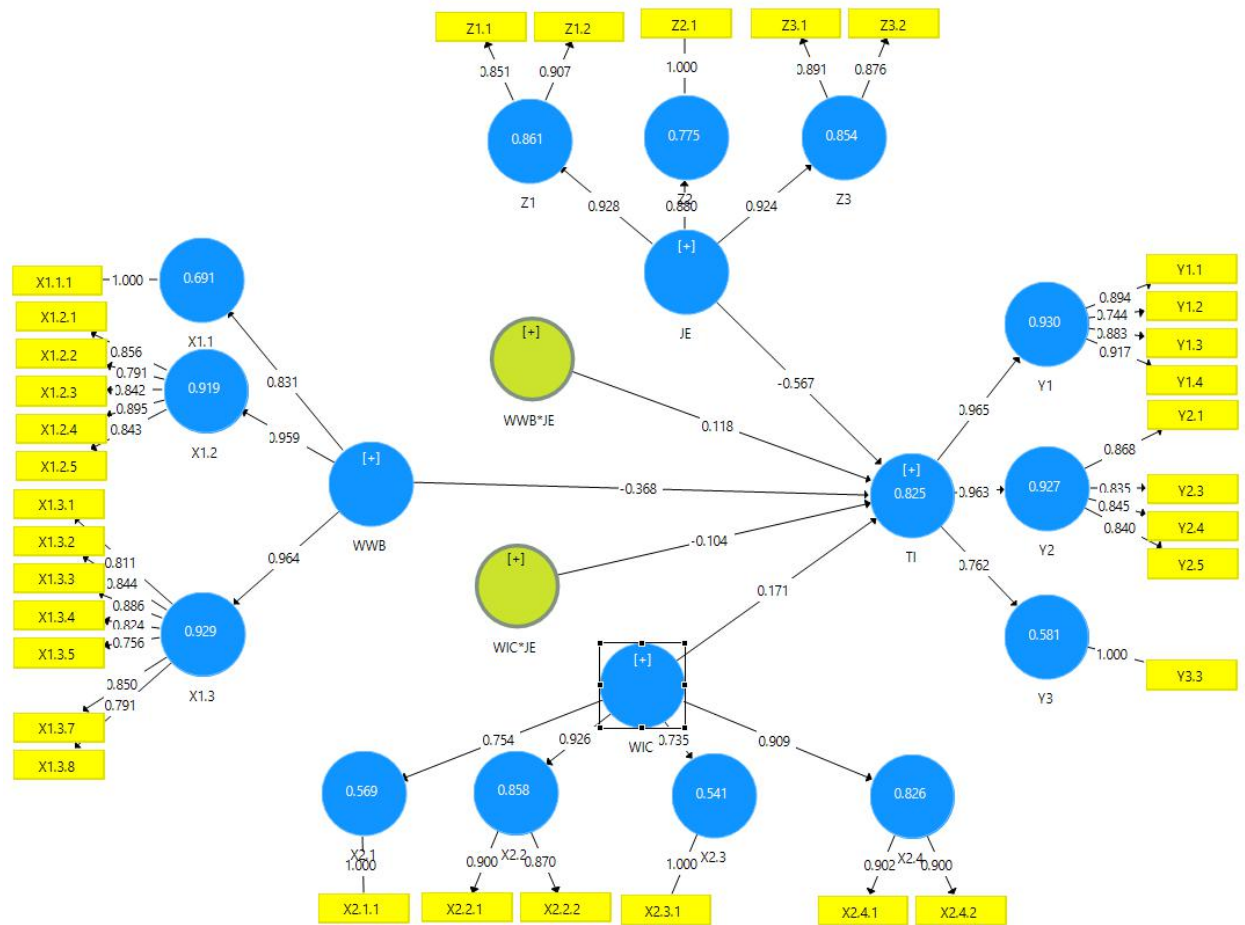 Z1.1 Z1.2 Z2.1 Z3.1 Z3.2
0.851 0.907 1.000 0.891 0.876
0.861 0.775 0.854
Z1 Z2 Z3
0.928 0.880 0.924
[+]
JE
X1.1.1 1.000 0.691
X1.1
X1.2.1
X1.2.2
X1.2.3
X1.2.4
X1.2.5
0.856
0.791
0.842
0.895
0.843
0.919
X1.2
0.831
0.959
0.964
[+]
WWB
X1.3.1
X1.3.2
X1.3.3
X1.3.4
X1.3.5
X1.3.7
X1.3.8
0.811
0.844
0.886
0.824
0.756
0.850
0.791
0.929
X1.3
[+]
WWB*JE
[+]
WIC*JE
-0.567
0.118
-0.368
-0.104
0.171
[+]
0.825
TI
0.965
0.963
0.762
0.930
Y1
0.894
0.744
0.883
0.917
Y1.1
Y1.2
Y1.3
Y1.4
0.927
Y2
0.868
0.835
0.845
0.840
Y2.1
Y2.3
Y2.4
Y2.5
0.581
Y3
1.000
Y3.3
[+]
WIC
0.754 0.926 0.735 0.909
0.569 0.858 0.541 0.826
X2.1 X2.2 X2.3 X2.4
1.000 0.900 0.870 1.000 0.902 0.900
X2.1.1 X2.2.1 X2.2.2 X2.3.1 X2.4.1 X2.4.2